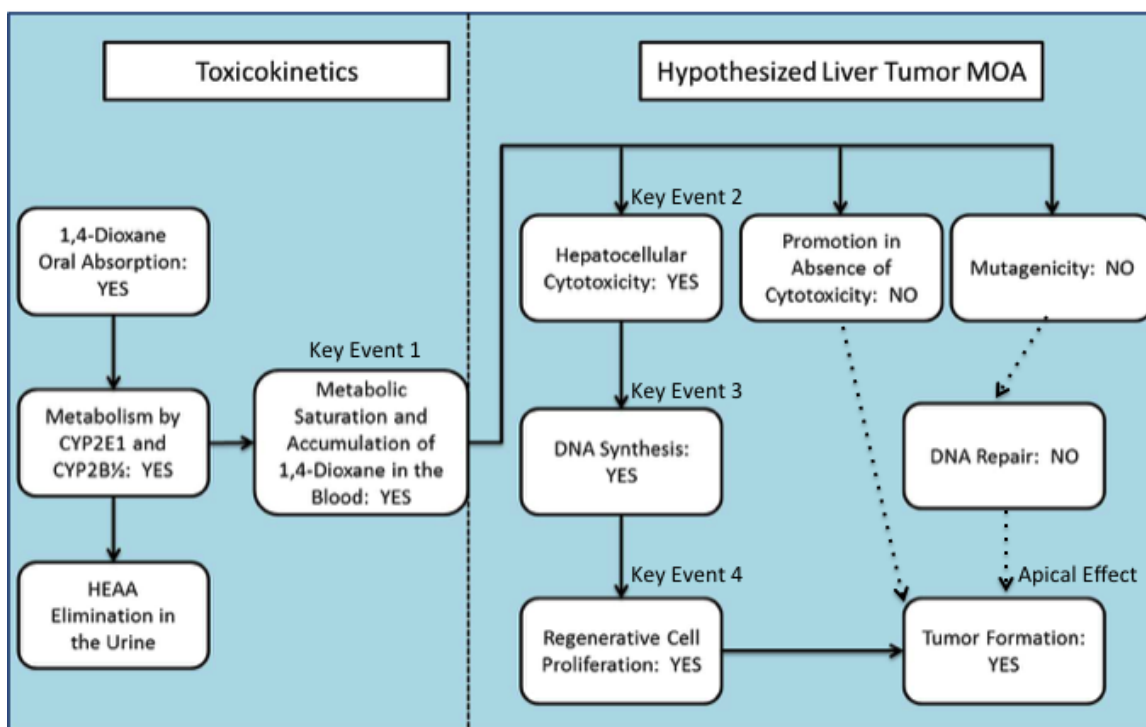 Toxicokinetics
Hypothesized Liver Tumor MOA
1,4-Dioxane
Oral Absorption:
YES
Metabolism by
CYP2E1 and
CYP2B½: YES
HEAA
Elimination in
the Urine
Key Event 1
Metabolic
Saturation and
Accumulation of
1,4-Dioxane in the
Blood: YES
Key Event 2
Hepatocellular
Cytotoxicity: YES
Key Event 3
DNA Synthesis:
YES
Key Event 4
Regenerative Cell
Proliferation: YES
Promotion in
Absence of
Cytotoxicity: NO
Mutagenicity: NO
DNA Repair: NO
Apical Effect
Tumor Formation:
YES